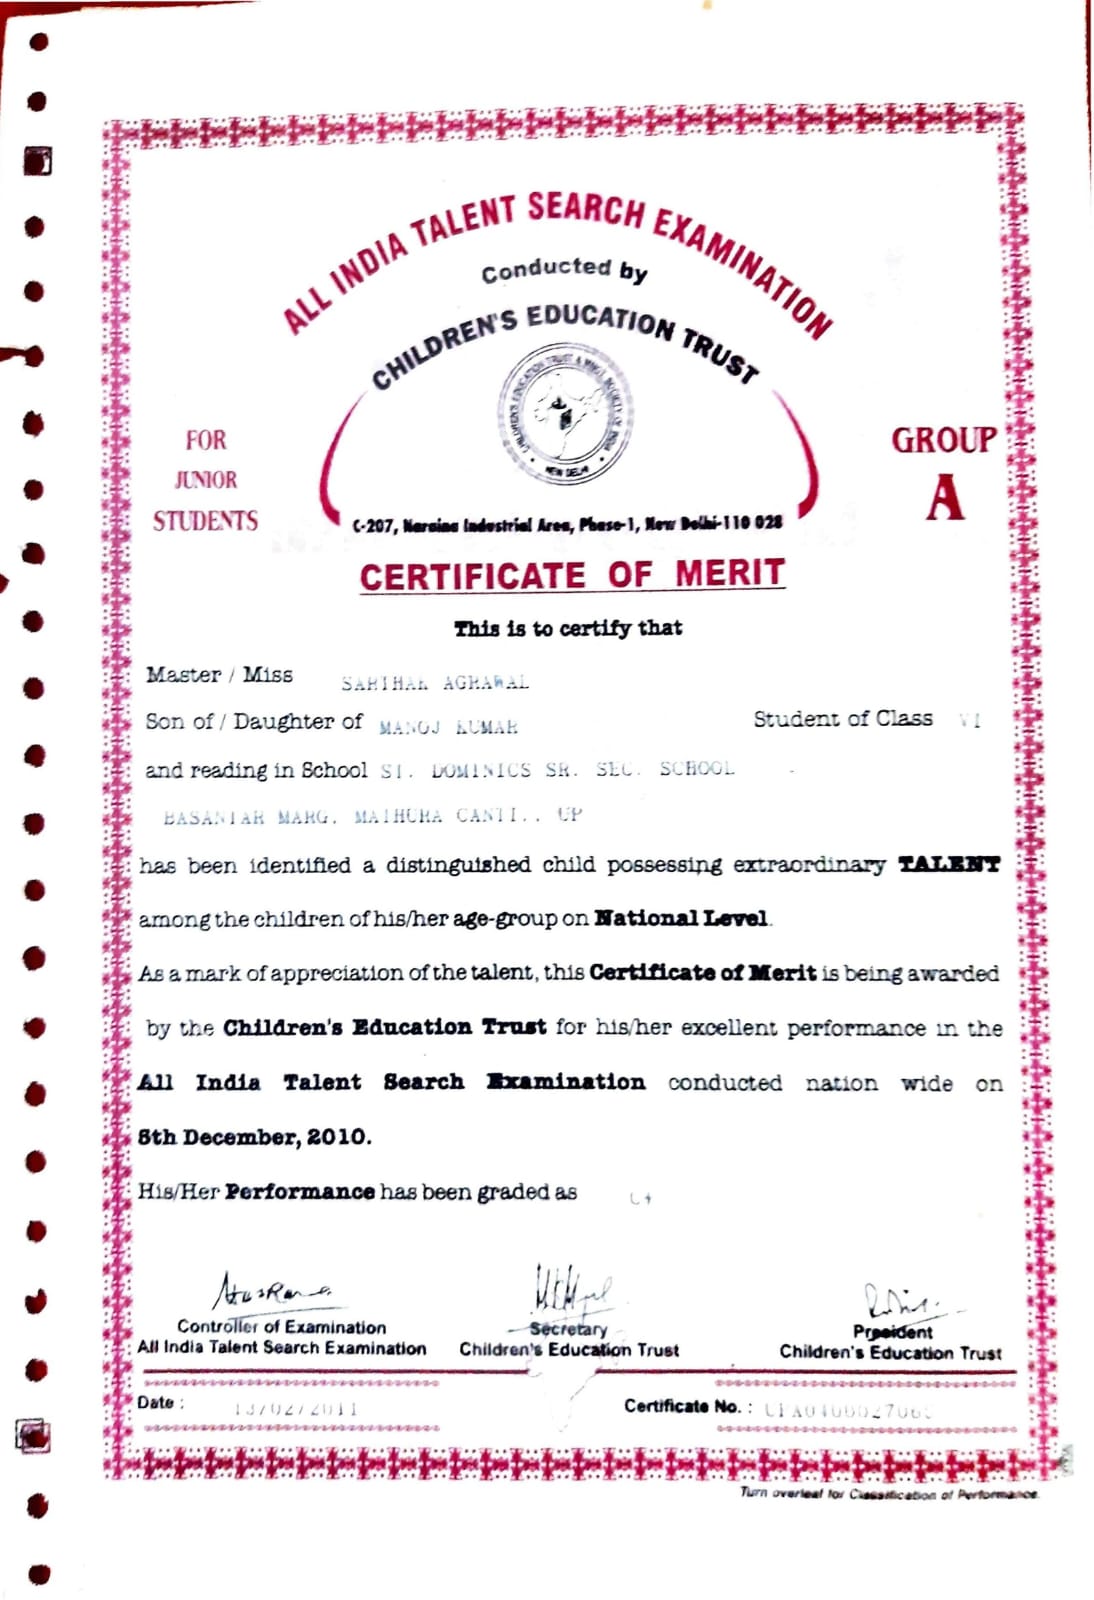 ALL INDIA TALENT SEARCH EXAMINATION
Conducted by
CHILDREN'S EDUCATION TRUST
NEW DELHI
FOR
JUNIOR
STUDENTS
GROUP
A
C-207, Naraina Industrial Area, Phase-1, New Delhi-110 028
CERTIFICATE OF MERIT
This is to certify that
Master / Miss SARTHAK AGRAWAL
Son of / Daughter of MANOJ KUMAR Student of Class VI
and reading in School ST. DOMINICS SR. SEC. SCHOOL
BASANTAR MARG, MATHURA CANTT., UP
has been identified a distinguished child possessing extraordinary TALENT
among the children of his/her age-group on National Level.
As a mark of appreciation of the talent, this Certificate of Merit is being awarded
by the Children's Education Trust for his/her excellent performance in the
All India Talent Search Examination conducted nation wide on
5th December, 2010.
His/Her Performance has been graded as
Controller of Examination
All India Talent Search Examination
Secretary
Children's Education Trust
President
Children's Education Trust
Date : 13/02/2011
Certificate No. :
Turn overleaf for Classification of Performance.